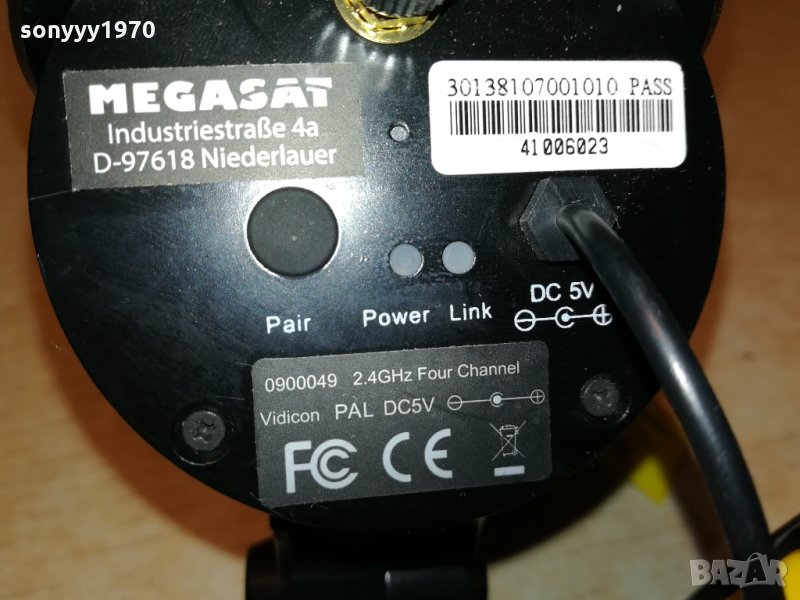 sonyyy1970
MEGASAT
Industriestraße 4a
D-97618 Niederlauer
30138107001010 PASS
41006023
Pair
Power
Link
DC 5V
0900049 2.4GHz Four Channel
Vidicon PAL DC5V
FC CE
BAZAR